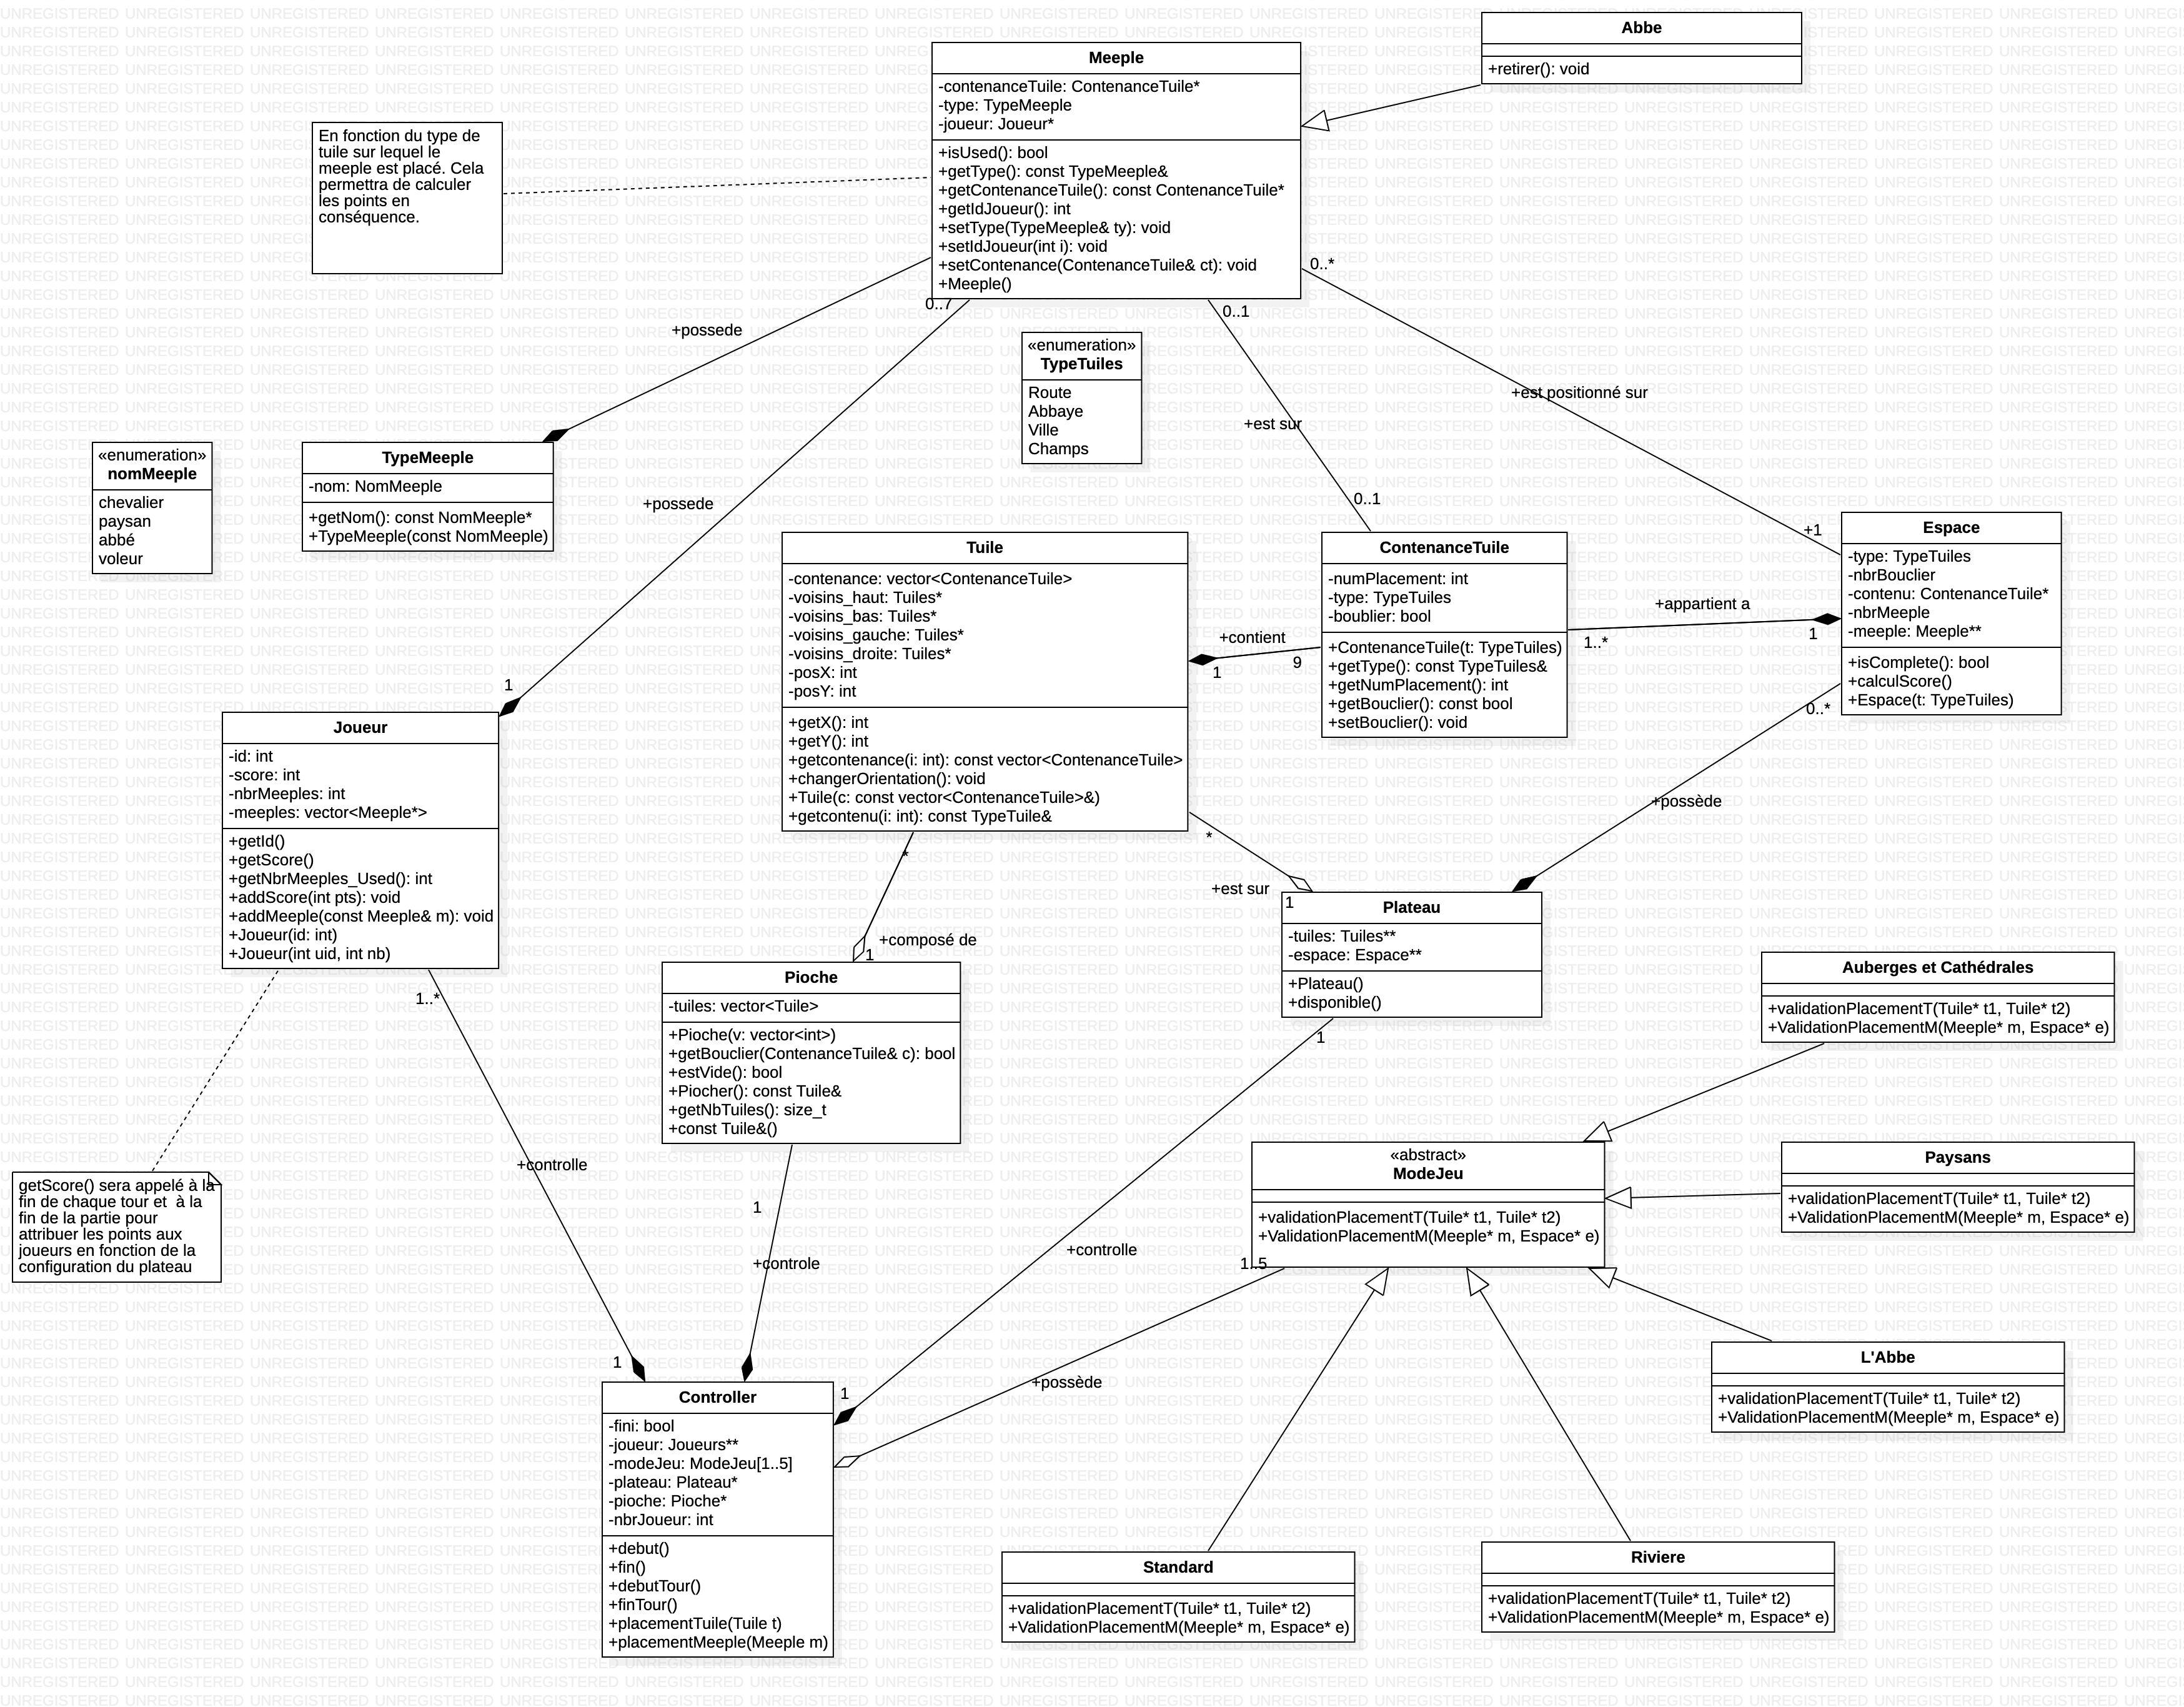 Abbe
+retirer(): void
Meeple
-contenanceTuile: ContenanceTuile*
-type: TypeMeeple
-joueur: Joueur*
+isUsed(): bool
+getType(): const TypeMeeple&
+getContenanceTuile(): const ContenanceTuile*
+getIdJoueur(): int
+setType(TypeMeeple& ty): void
+setIdJoueur(int i): void
+setContenance(ContenanceTuile& ct): void
+Meeple()
En fonction du type de
tuile sur lequel le
meeple est placé. Cela
permettra de calculer
les points en
conséquence.
0..*
0..7
0..1
+possede
«enumeration»
TypeTuiles
Route
Abbaye
Ville
Champs
+est positionné sur
+est sur
«enumeration»
nomMeeple
chevalier
paysan
abbé
voleur
TypeMeeple
-nom: NomMeeple
+getNom(): const NomMeeple*
+TypeMeeple(const NomMeeple)
+possede
0..1
+1
Tuile
-contenance: vector<ContenanceTuile>
-voisins_haut: Tuiles*
-voisins_bas: Tuiles*
-voisins_gauche: Tuiles*
-voisins_droite: Tuiles*
-posX: int
-posY: int
+getX(): int
+getY(): int
+getcontenance(i: int): const vector<ContenanceTuile>
+changerOrientation(): void
+Tuile(c: const vector<ContenanceTuile>&)
+getcontenu(i: int): const TypeTuile&
+contient
1
9
ContenanceTuile
-numPlacement: int
-type: TypeTuiles
-boublier: bool
+ContenanceTuile(t: TypeTuiles)
+getType(): const TypeTuiles&
+getNumPlacement(): int
+getBouclier(): const bool
+setBouclier(): void
+appartient a
1..*
1
Espace
-type: TypeTuiles
-nbrBouclier
-contenu: ContenanceTuile*
-nbrMeeple
-meeple: Meeple**
+isComplete(): bool
+calculScore()
+Espace(t: TypeTuiles)
0..*
1
Joueur
-id: int
-score: int
-nbrMeeples: int
-meeples: vector<Meeple*>
+getId()
+getScore()
+getNbrMeeples_Used(): int
+addScore(int pts): void
+addMeeple(const Meeple& m): void
+Joueur(id: int)
+Joueur(int uid, int nb)
+possède
*
*
+est sur
1
+composé de
1
Plateau
-tuiles: Tuiles**
-espace: Espace**
+Plateau()
+disponible()
Pioche
-tuiles: vector<Tuile>
+Pioche(v: vector<int>)
+getBouclier(ContenanceTuile& c): bool
+estVide(): bool
+Piocher(): const Tuile&
+getNbTuiles(): size_t
+const Tuile&()
1..*
1
Auberges et Cathédrales
+validationPlacementT(Tuile* t1, Tuile* t2)
+ValidationPlacementM(Meeple* m, Espace* e)
+controlle
getScore() sera appelé à la
fin de chaque tour et  à la
fin de la partie pour
attribuer les points aux
joueurs en fonction de la
configuration du plateau
«abstract»
ModeJeu
+validationPlacementT(Tuile* t1, Tuile* t2)
+ValidationPlacementM(Meeple* m, Espace* e)
Paysans
+validationPlacementT(Tuile* t1, Tuile* t2)
+ValidationPlacementM(Meeple* m, Espace* e)
1
+controle
+controlle
1..5
L'Abbe
+validationPlacementT(Tuile* t1, Tuile* t2)
+ValidationPlacementM(Meeple* m, Espace* e)
1
1
+possède
Controller
-fini: bool
-joueur: Joueurs**
-modeJeu: ModeJeu[1..5]
-plateau: Plateau*
-pioche: Pioche*
-nbrJoueur: int
+debut()
+fin()
+debutTour()
+finTour()
+placementTuile(Tuile t)
+placementMeeple(Meeple m)
Standard
+validationPlacementT(Tuile* t1, Tuile* t2)
+ValidationPlacementM(Meeple* m, Espace* e)
Riviere
+validationPlacementT(Tuile* t1, Tuile* t2)
+ValidationPlacementM(Meeple* m, Espace* e)
UNREGISTERED